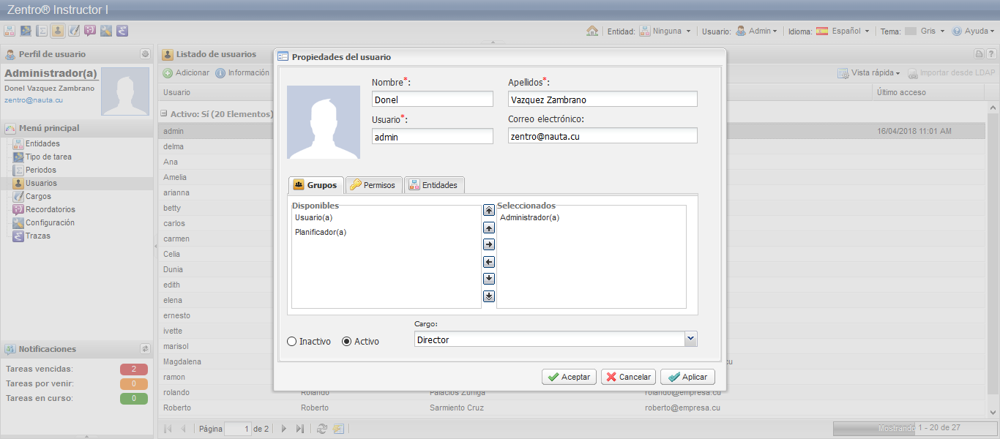 Zentro® Instructor I
Entidad: Ninguna Usuario: Admin Idioma: Español Tema: Gris Ayuda
Perfil de usuario
Administrador(a)
Donel Vazquez Zambrano
zentro@nauta.cu
Menú principal
Entidades
Tipo de tarea
Periodos
Usuarios
Cargos
Recordatorios
Configuración
Trazas
Notificaciones
Tareas vencidas: 2
Tareas por venir: 0
Tareas en curso: 0
Listado de usuarios
Adicionar Información
Vista rápida Importar desde LDAP
Usuario Último acceso
Activo: Sí (20 Elementos)
admin 16/04/2018 11:01 AM
delma
Ana
Amelia
arianna
betty
carlos
carmen
Celia
Dunia
edith
elena
ernesto
ivette
marisol
Magdalena cu
ramon
rolando Rolando Palacios Zúñiga rolando@empresa.cu
Roberto Roberto Sarmiento Cruz roberto@empresa.cu
Página 1 de 2
Mostrando 1 - 20 de 27
Propiedades del usuario
Nombre*: Apellidos*:
Donel Vazquez Zambrano
Usuario*: Correo electrónico:
admin zentro@nauta.cu
Grupos Permisos Entidades
Disponibles Seleccionados
Usuario(a) Administrador(a)
Planificador(a)
Cargo:
Inactivo Activo Director
Aceptar Cancelar Aplicar